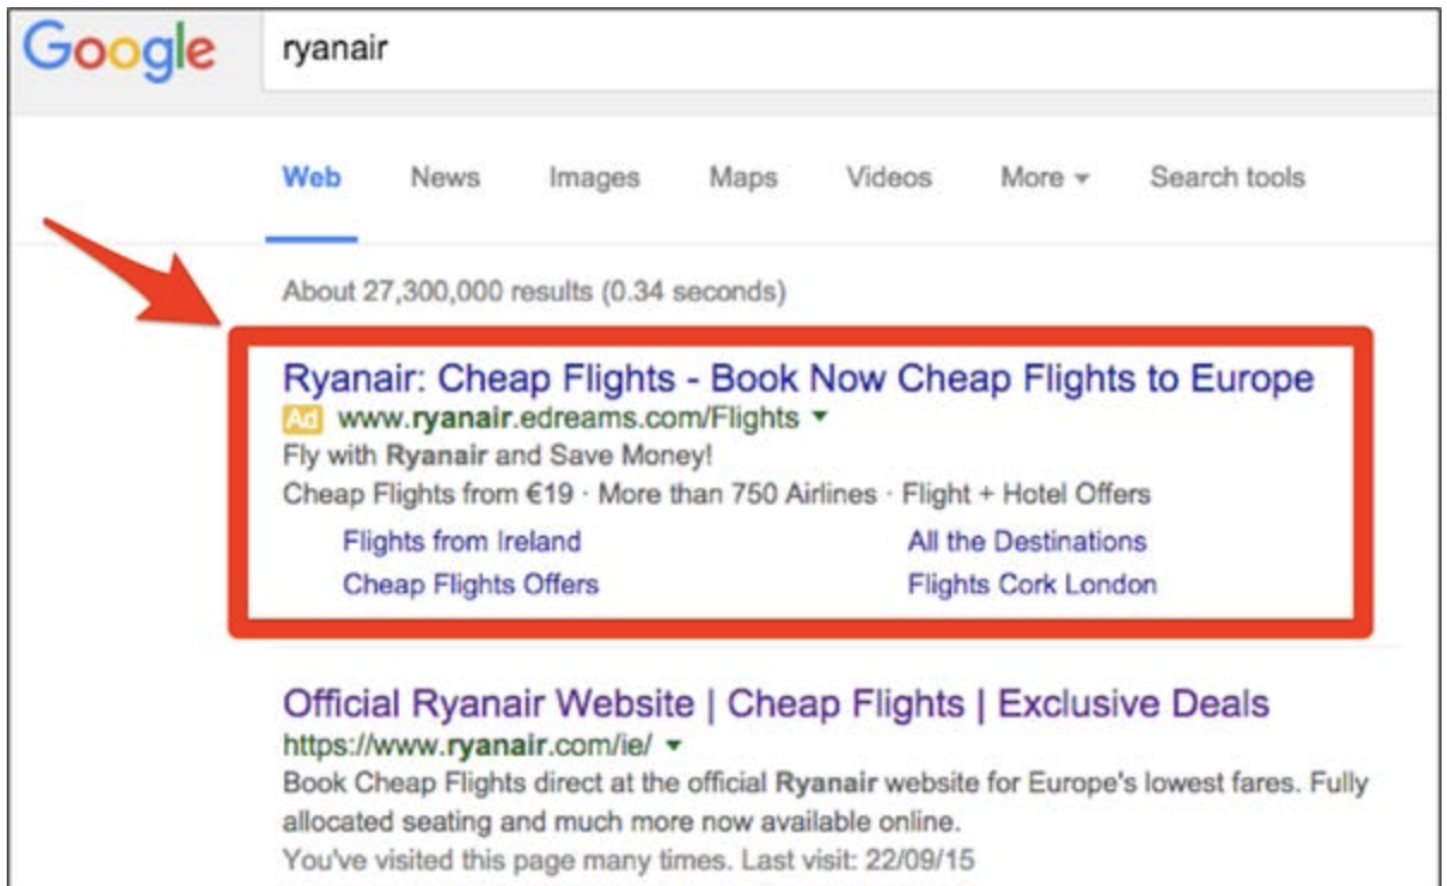 Google
ryanair
Web News Images Maps Videos More Search tools
About 27,300,000 results (0.34 seconds)
Ryanair: Cheap Flights - Book Now Cheap Flights to Europe
Ad www.ryanair.edreams.com/Flights
Fly with Ryanair and Save Money!
Cheap Flights from €19 · More than 750 Airlines · Flight + Hotel Offers
Flights from Ireland All the Destinations
Cheap Flights Offers Flights Cork London
Official Ryanair Website | Cheap Flights | Exclusive Deals
https://www.ryanair.com/ie/
Book Cheap Flights direct at the official Ryanair website for Europe's lowest fares. Fully
allocated seating and much more now available online.
You've visited this page many times. Last visit: 22/09/15